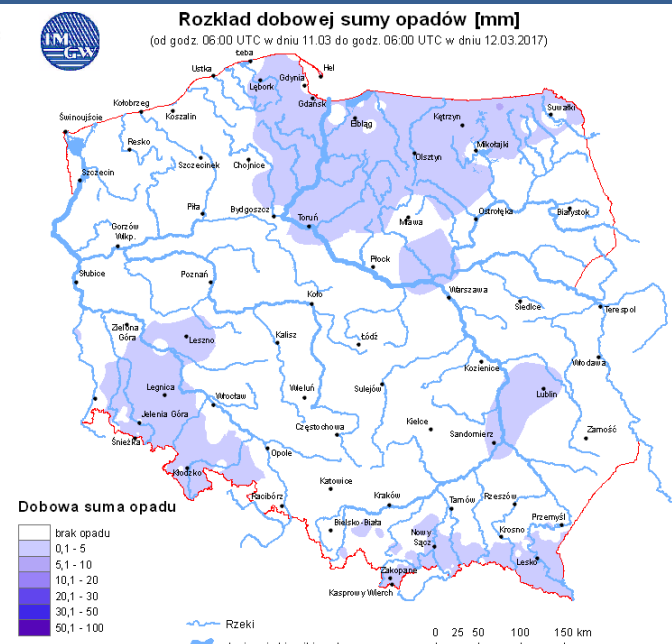 IM
GW
Rozkład dobowej sumy opadów [mm]
(od godz. 06:00 UTC w dniu 11.03 do godz. 06:00 UTC w dniu 12.03.2017)
Łeba
Hel
Ustka
Gdynia
Lębork
Gdańsk
Suwałki
Kołobrzeg
Koszalin
Kętrzyn
Świnoujście
Elbląg
Resko
Mikołajki
Szczecinek
Chojnice
Olsztyn
Szczecin
Piła
Bydgoszcz
Toruń
Mława
Ostrołęka
Białystok
Gorzów
Wlkp.
Płock
Słubice
Poznań
Warszawa
Koło
Siedlce
Terespol
Zielona
Góra
Leszno
Kalisz
Łódź
Włodawa
Kozienice
Legnica
Wrocław
Wieluń
Sulejów
Lublin
Jelenia Góra
Częstochowa
Kielce
Sandomierz
Zamość
Śnieżka
Opole
Kłodzko
Katowice
Racibórz
Kraków
Tarnów
Rzeszów
Bielsko-Biała
Przemyśl
Nowy
Sącz
Krosno
Lesko
Zakopane
Kasprowy Wierch
Dobowa suma opadu
brak opadu
0,1 - 5
5,1 - 10
10,1 - 20
20,1 - 30
30,1 - 50
50,1 - 100
Rzeki
0 25 50 100 150 km